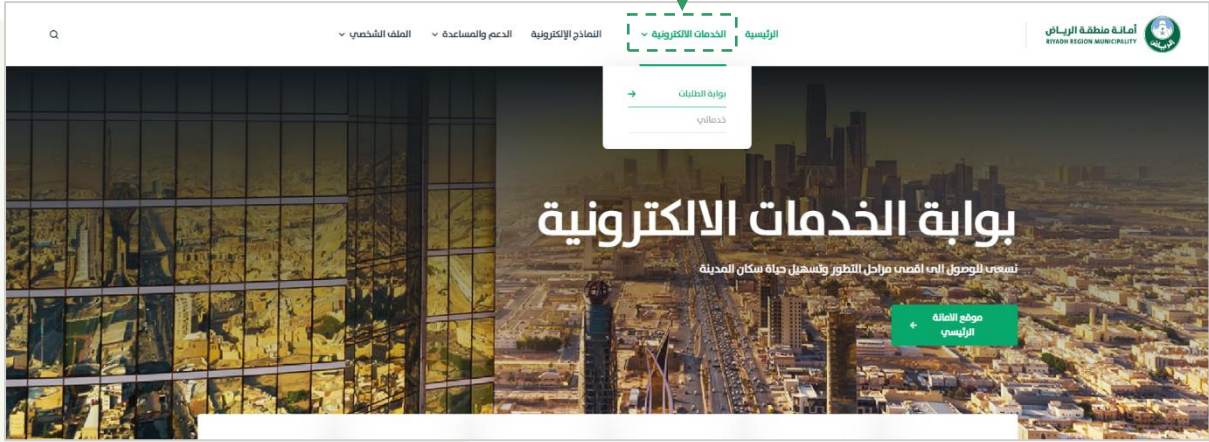 أمانة منطقة الرياض
RIYADH REGION MUNICIPALITY
الرئيسية
الخدمات الالكترونية
النماذج الإلكترونية
الدعم والمساعدة
الملف الشخصي
بوابة الطلبات
خدماتي
بوابة الخدمات الالكترونية
نسعى للوصول الى اقصى مراحل التطور وتسهيل حياة سكان المدينة
موقع الامانة
الرئيسي